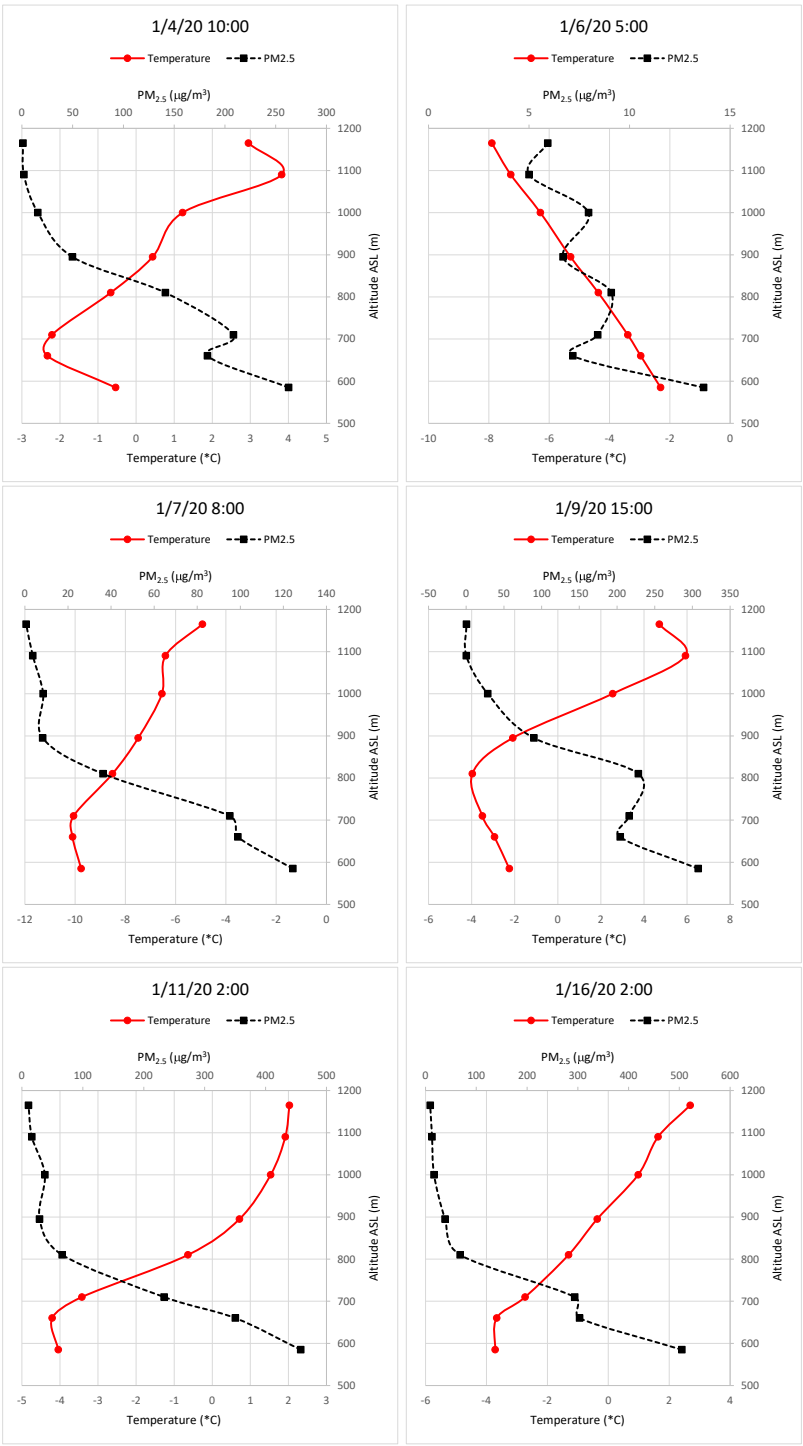 1/4/20 10:00
Temperature PM2.5
PM2.5 (µg/m3)
0 50 100 150 200 250 300
1200
1100
1000
900
800
700
600
500
Altitude ASL (m)
-3 -2 -1 0 1 2 3 4 5
Temperature (*C)
1/6/20 5:00
Temperature PM2.5
PM2.5 (µg/m3)
0 5 10 15
1200
1100
1000
900
800
700
600
500
Altitude ASL (m)
-10 -8 -6 -4 -2 0
Temperature (*C)
1/7/20 8:00
Temperature PM2.5
PM2.5 (µg/m3)
0 20 40 60 80 100 120 140
1200
1100
1000
900
800
700
600
500
Altitude ASL (m)
-12 -10 -8 -6 -4 -2 0
Temperature (*C)
1/9/20 15:00
Temperature PM2.5
PM2.5 (µg/m3)
-50 0 50 100 150 200 250 300 350
1200
1100
1000
900
800
700
600
500
Altitude ASL (m)
-6 -4 -2 0 2 4 6 8
Temperature (*C)
1/11/20 2:00
Temperature PM2.5
PM2.5 (µg/m3)
0 100 200 300 400 500
1200
1100
1000
900
800
700
600
500
Altitude ASL (m)
-5 -4 -3 -2 -1 0 1 2 3
Temperature (*C)
1/16/20 2:00
Temperature PM2.5
PM2.5 (µg/m3)
0 100 200 300 400 500 600
1200
1100
1000
900
800
700
600
500
Altitude ASL (m)
-6 -4 -2 0 2 4
Temperature (*C)